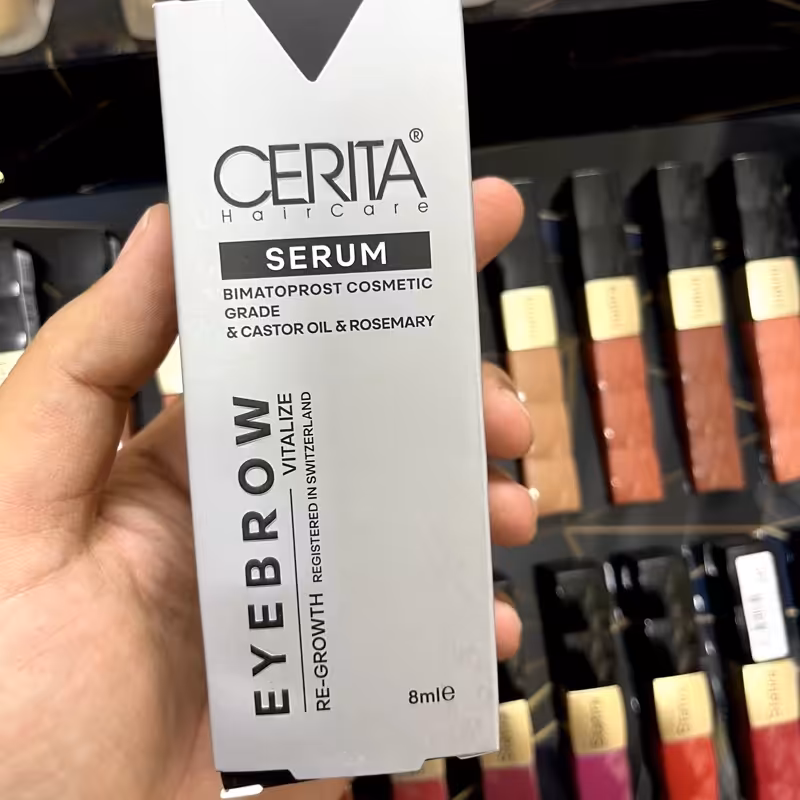 CERITA®
HairCare
SERUM
BIMATOPROST COSMETIC
GRADE
& CASTOR OIL & ROSEMARY
EYEBROW
VITALIZE
RE-GROWTH REGISTERED IN SWITZERLAND
8ml℮